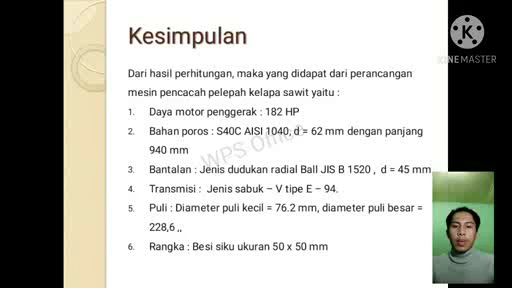 Kesimpulan
KINEMASTER
Dari hasil perhitungan, maka yang didapat dari perancangan
mesin pencacah pelepah kelapa sawit yaitu :
1. Daya motor penggerak : 182 HP
2. Bahan poros : S40C AISI 1040, d = 62 mm dengan panjang
940 mm
3. Bantalan : Jenis dudukan radial Ball JIS B 1520 , d = 45 mm
4. Transmisi : Jenis sabuk – V tipe E – 94.
5. Puli : Diameter puli kecil = 76.2 mm, diameter puli besar =
228,6 ,,
6. Rangka : Besi siku ukuran 50 x 50 mm
WPS Office